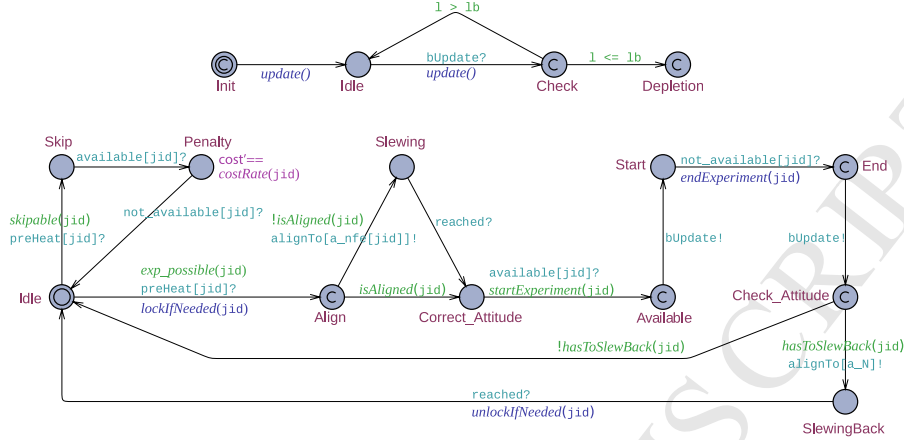 l > lb
bUpdate?
l <= lb
update()
update()
Init
Idle
Check
Depletion
Skip
Penalty
Slewing
available[jid]?
cost'==
costRate(jid)
Start
not_available[jid]?
End
endExperiment(jid)
skipable(jid)
preHeat[jid]?
not_available[jid]?
!isAligned(jid)
alignTo[a_nfe[jid]]!
reached?
bUpdate!
bUpdate!
exp_possible(jid)
preHeat[jid]?
lockIfNeeded(jid)
isAligned(jid)
available[jid]?
startExperiment(jid)
Idle
Align
Correct_Attitude
Available
Check_Attitude
!hasToSlewBack(jid)
hasToSlewBack(jid)
alignTo[a_N]!
reached?
unlockIfNeeded(jid)
SlewingBack